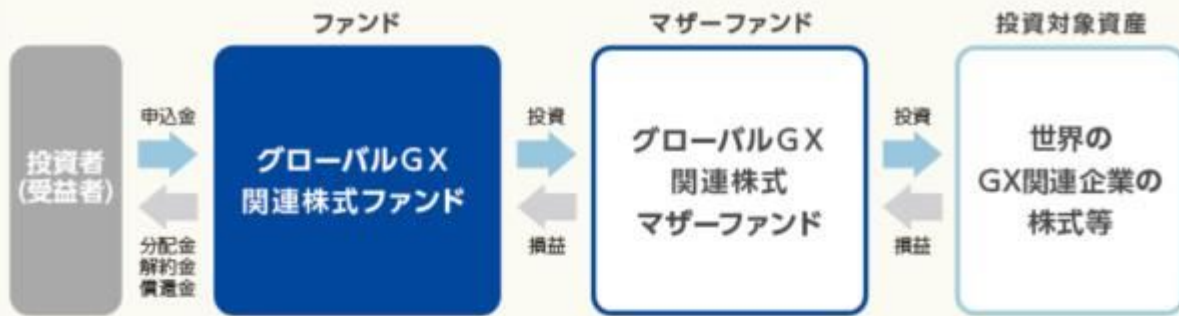 ファンド
マザーファンド
投資対象資産
投資者
(受益者)
申込金
分配金
解約金
償還金
グローバルGX
関連株式ファンド
投資
損益
グローバルGX
関連株式
マザーファンド
投資
損益
世界の
GX関連企業の
株式等